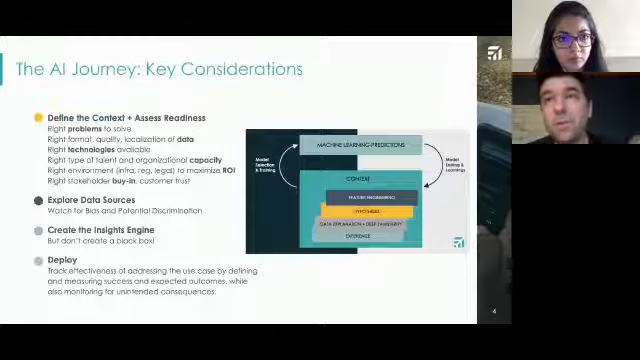 The AI Journey: Key Considerations
Define the Context + Assess Readiness
Right problems to solve
Right format, quality, localization of data
Right technologies available
Right type of talent and organizational capacity
Right environment (infra, reg, legal) to maximize ROI
Right stakeholder buy-in, customer trust
Explore Data Sources
Watch for Bias and Potential Discrimination
Create the Insights Engine
But don't create a black box!
Deploy
Track effectiveness of addressing the use case by defining
and measuring success and expected outcomes, while
also monitoring for unintended consequences.
MACHINE LEARNING PREDICTIONS
Model
Selection
& Training
Model
Testing &
Learnings
CONTEXT
FEATURE ENGINEERING
HYPOTHESIS
EXPERIENCE
4